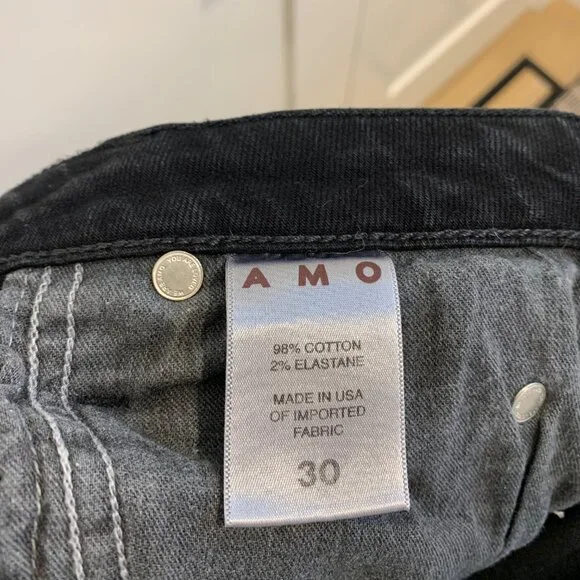 AMO
98% COTTON
2% ELASTANE
MADE IN USA
OF IMPORTED
FABRIC
30